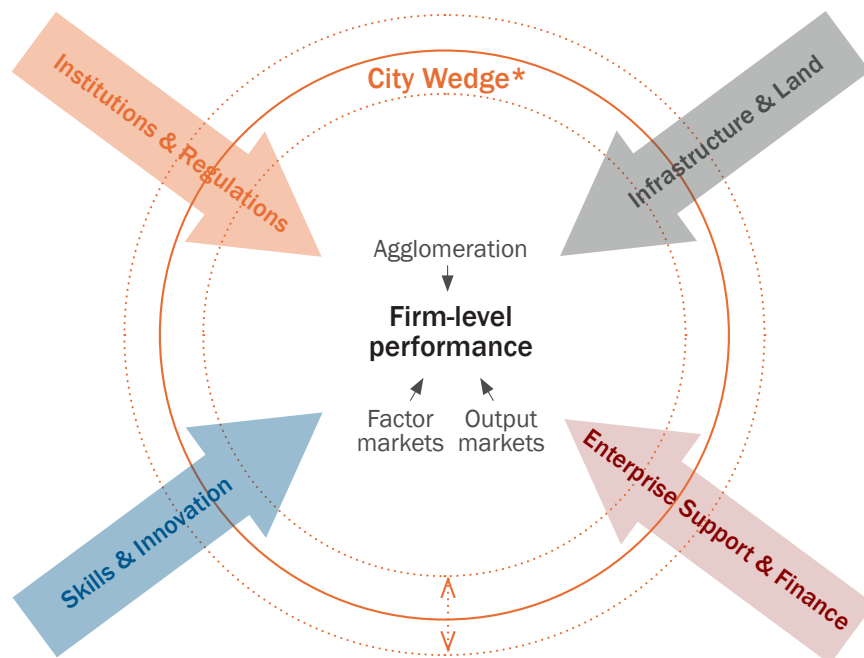 City Wedge*
Institutions & Regulations
Infrastructure & Land
Agglomeration
Firm-level
performance
Factor
markets
Output
markets
Skills & Innovation
Enterprise Support & Finance